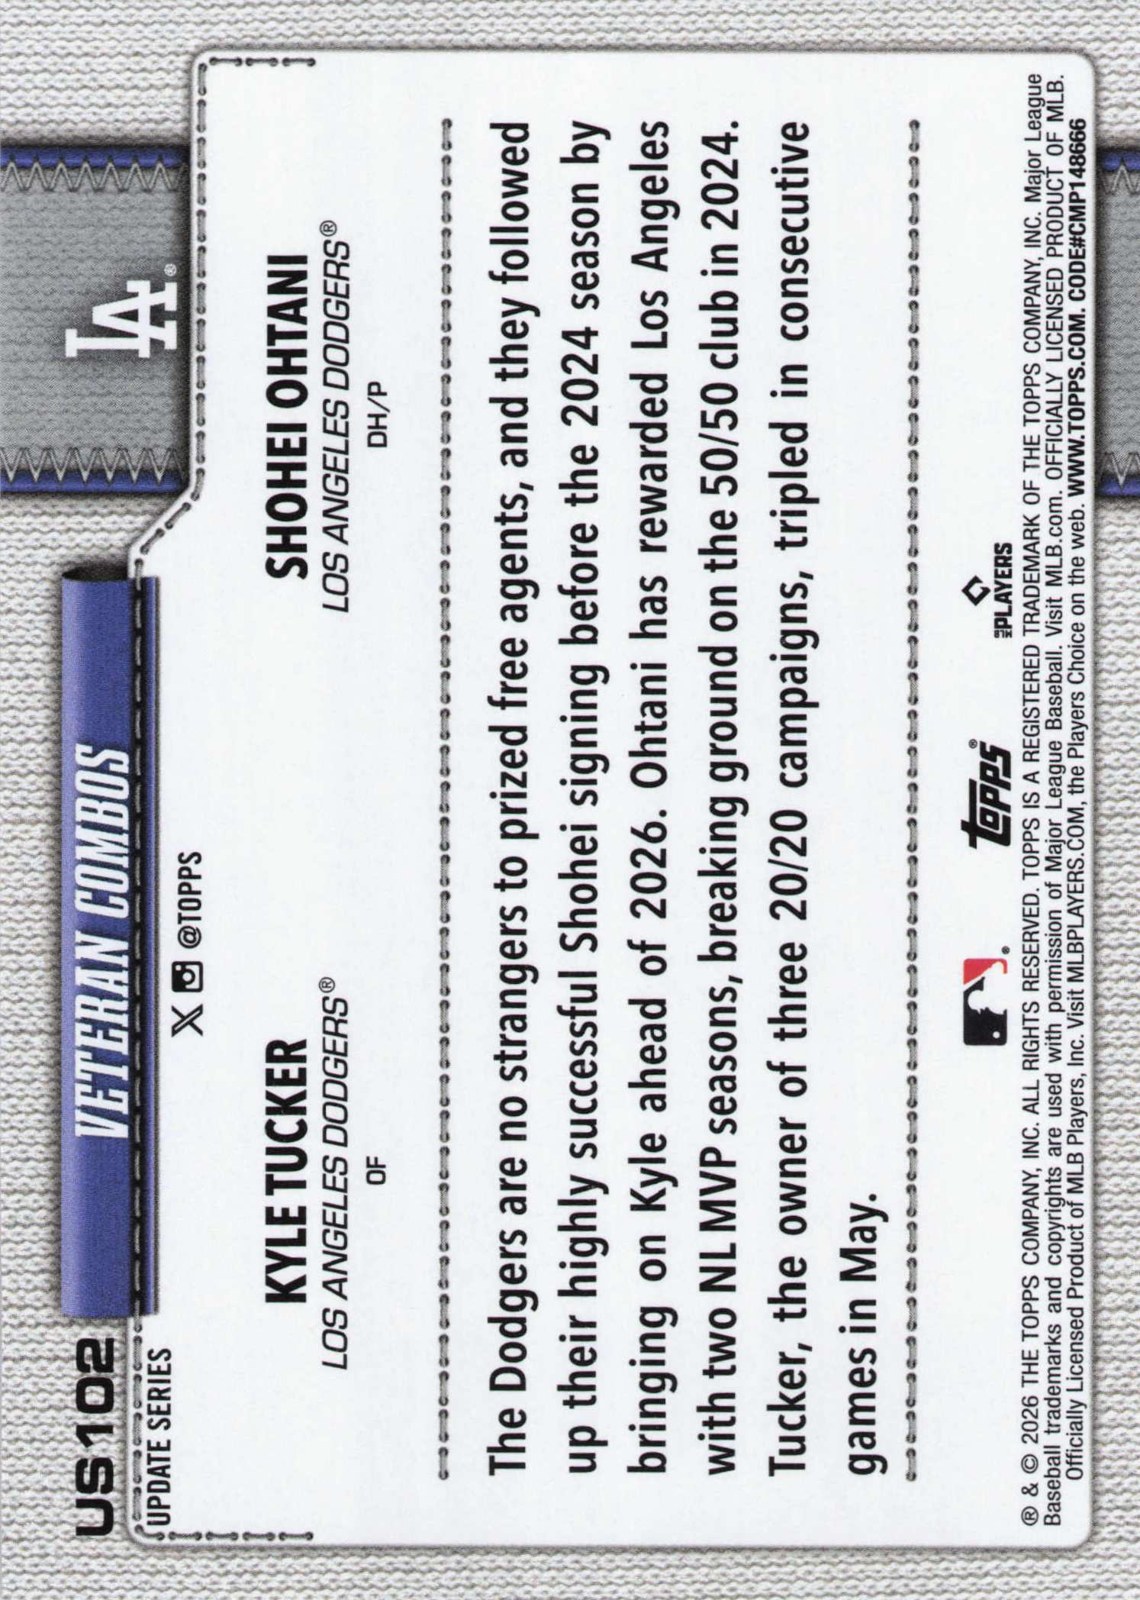 US102
UPDATE SERIES
VETERAN COMBOS
LA®
X @TOPPS
KYLE TUCKER
LOS ANGELES DODGERS®
OF
SHOHEI OHTANI
LOS ANGELES DODGERS®
DH/P
The Dodgers are no strangers to prized free agents, and they followed
up their highly successful Shohei signing before the 2024 season by
bringing on Kyle ahead of 2026. Ohtani has rewarded Los Angeles
with two NL MVP seasons, breaking ground on the 50/50 club in 2024.
Tucker, the owner of three 20/20 campaigns, tripled in consecutive
games in May.
® topps® MLB PLAYERS
® & © 2026 THE TOPPS COMPANY, INC. ALL RIGHTS RESERVED. TOPPS IS A REGISTERED TRADEMARK OF THE TOPPS COMPANY, INC. Major League
Baseball trademarks and copyrights are used with permission of Major League Baseball. Visit MLB.com. OFFICIALLY LICENSED PRODUCT OF MLB.
Officially Licensed Product of MLB Players, Inc. Visit MLBPLAYERS.COM, the Players Choice on the web. WWW.TOPPS.COM. CODE#CMP148666